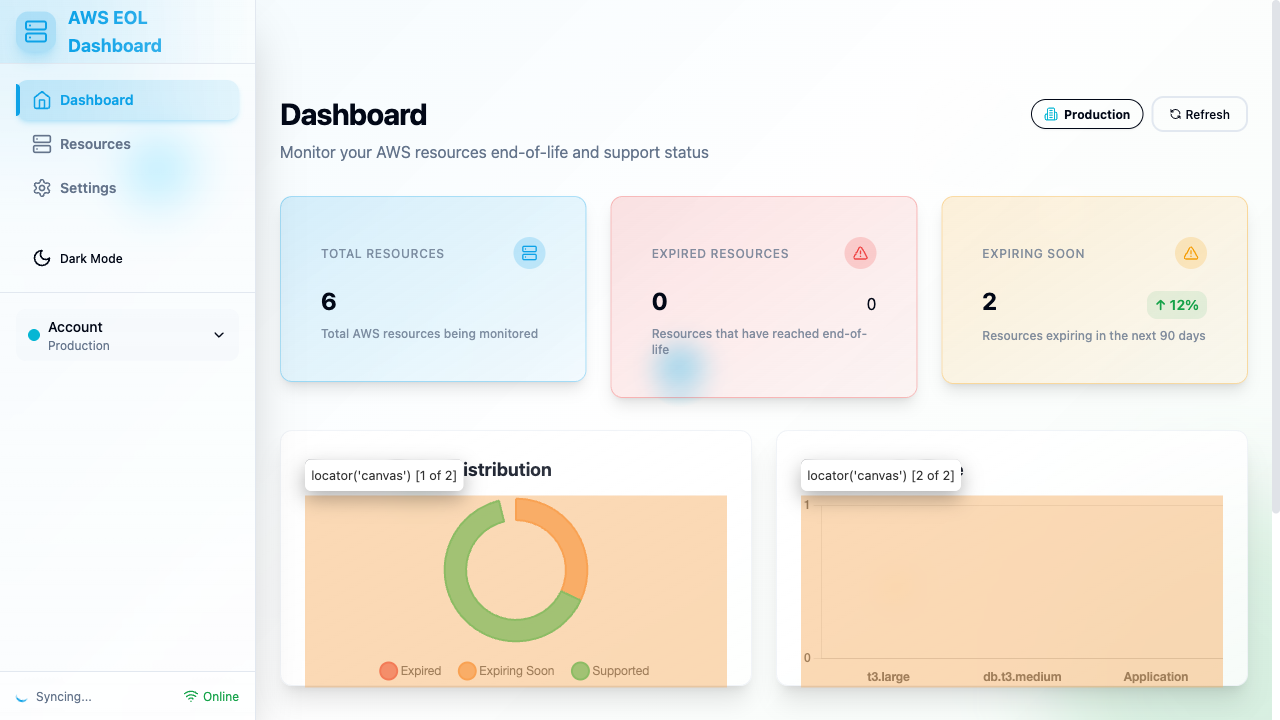 AWS EOL
Dashboard
Dashboard
Resources
Settings
Dark Mode
Account
Production
Syncing...
Online
Dashboard
Production
Refresh
Monitor your AWS resources end-of-life and support status
TOTAL RESOURCES
6
Total AWS resources being monitored
EXPIRED RESOURCES
0
0
Resources that have reached end-of-
life
EXPIRING SOON
2
↑ 12%
Resources expiring in the next 90 days
locator('canvas') [1 of 2]
istribution
Expired
Expiring Soon
Supported
locator('canvas') [2 of 2]
1
0
t3.large
db.t3.medium
Application